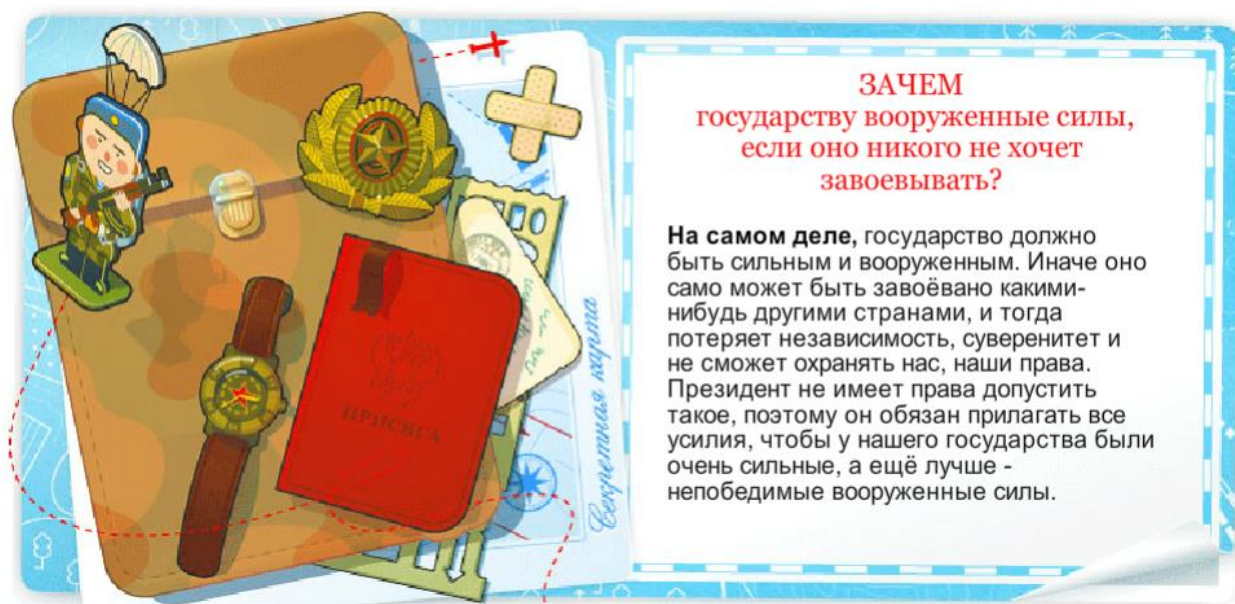 ПРИСЯГА
Секретная карта
ЗАЧЕМ
государству вооруженные силы,
если оно никого не хочет
завоевывать?
На самом деле, государство должно
быть сильным и вооруженным. Иначе оно
само может быть завоёвано какими-
нибудь другими странами, и тогда
потеряет независимость, суверенитет и
не сможет охранять нас, наши права.
Президент не имеет права допустить
такое, поэтому он обязан прилагать все
усилия, чтобы у нашего государства были
очень сильные, а ещё лучше -
непобедимые вооруженные силы.